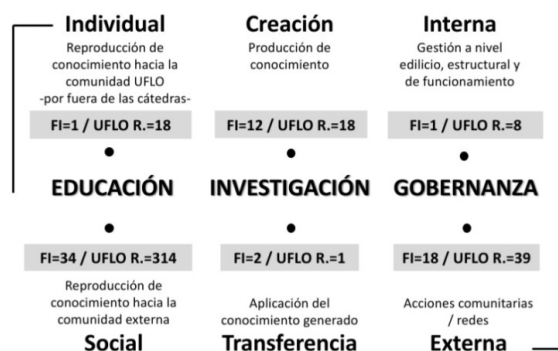 Individual
Reproducción de
conocimiento hacia la
comunidad UFLO
-por fuera de las cátedras-
FI=1 / UFLO R.=18
Creación
Producción de
conocimiento
FI=12 / UFLO R.=18
Interna
Gestión a nivel
edilicio, estructural y
de funcionamiento
FI=1 / UFLO R.=8
EDUCACIÓN
INVESTIGACIÓN
GOBERNANZA
FI=34 / UFLO R.=314
Reproducción de
conocimiento hacia la
comunidad externa
Social
FI=2 / UFLO R.=1
Aplicación del
conocimiento generado
Transferencia
FI=18 / UFLO R.=39
Acciones comunitarias
/ redes
Externa